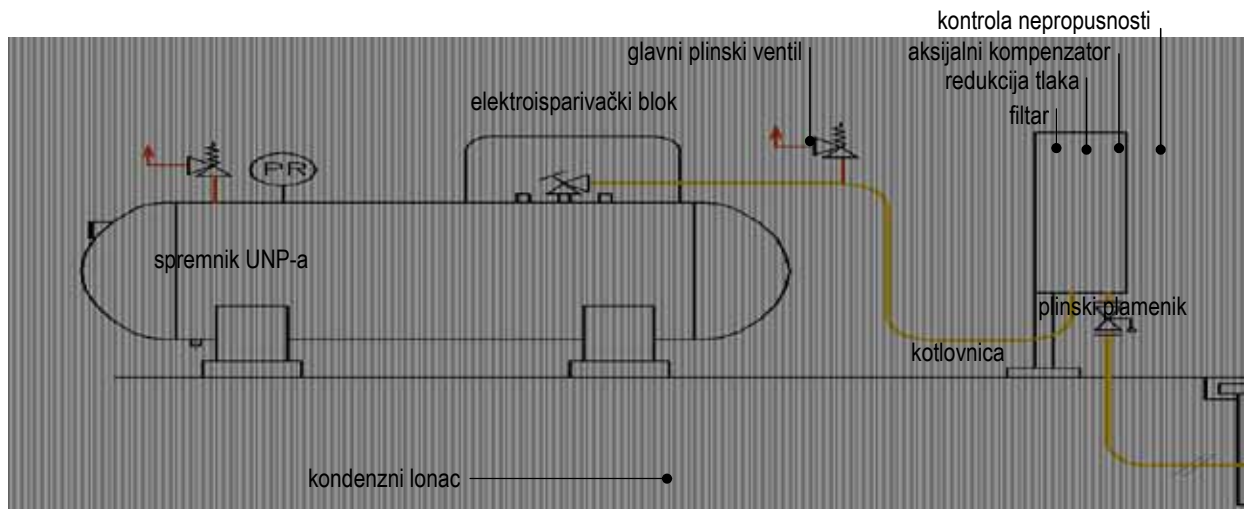 kontrola nepropusnosti
glavni plinski ventil
aksijalni kompenzator
redukcija tlaka
elektroisparivački blok
filtar
PR
spremnik UNP-a
plinski plamenik
kotlovnica
kondenzni lonac